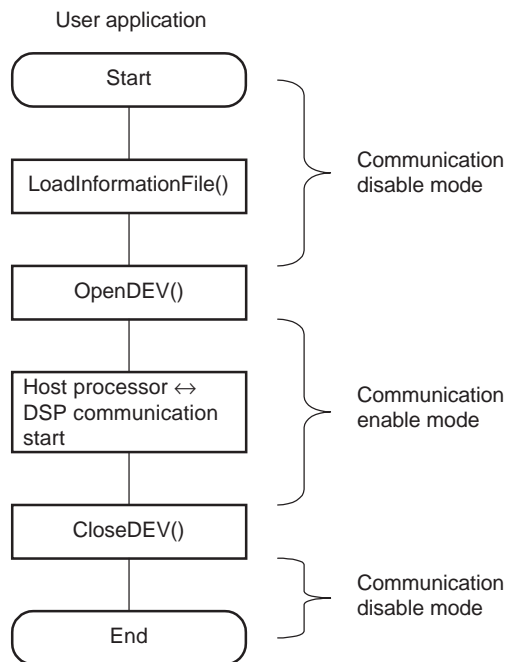 User application
Start
Communication
disable mode
LoadInformationFile()
OpenDEV()
Host processor ↔
DSP communication
start
Communication
enable mode
CloseDEV()
Communication
disable mode
End